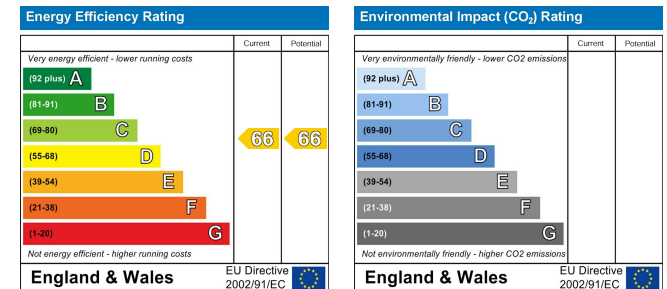 Energy Efficiency Rating
Current Potential
Very energy efficient - lower running costs
(92 plus) A
(81-91) B
(69-80) C
66 66
(55-68) D
(39-54) E
(21-38) F
(1-20) G
Not energy efficient - higher running costs
England & Wales
EU Directive
2002/91/EC
Environmental Impact (CO₂) Rating
Current Potential
Very environmentally friendly - lower CO2 emissions
(92 plus) A
(81-91) B
(69-80) C
(55-68) D
(39-54) E
(21-38) F
(1-20) G
Not environmentally friendly - higher CO2 emissions
England & Wales
EU Directive
2002/91/EC